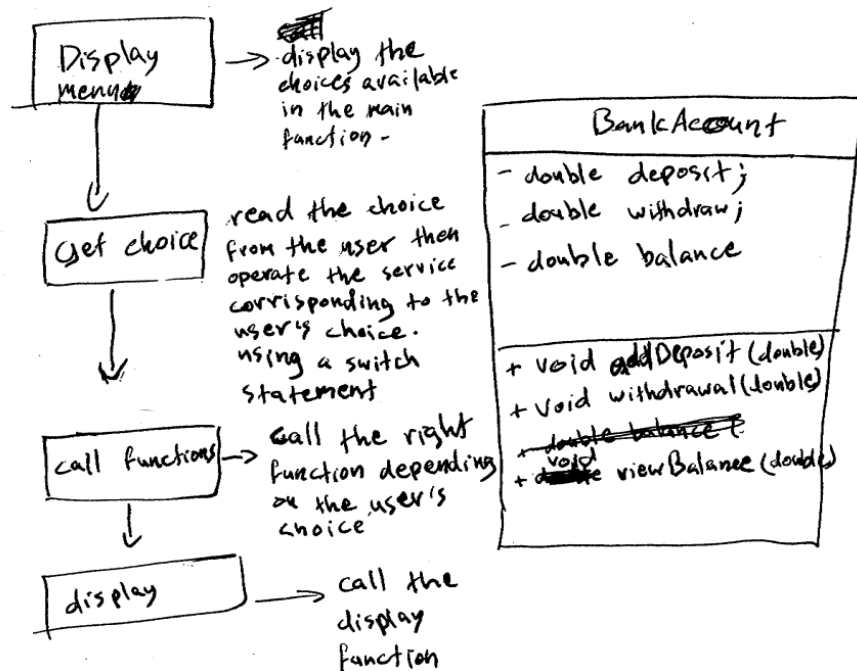 Display
menu
display the
choices available
in the main
function -
get choice
read the choice
from the user then
operate the service
corrisponding to the
user's choice.
using a switch
statement
call functions
call the right
function depending
on the user's
choice
display
call the
display
function
BankAccount
- double deposit;
- double withdraw;
- double balance
+ void addDeposit (double)
+ void withdrawal (double)
+ double balance (
+ void viewBalance (double)